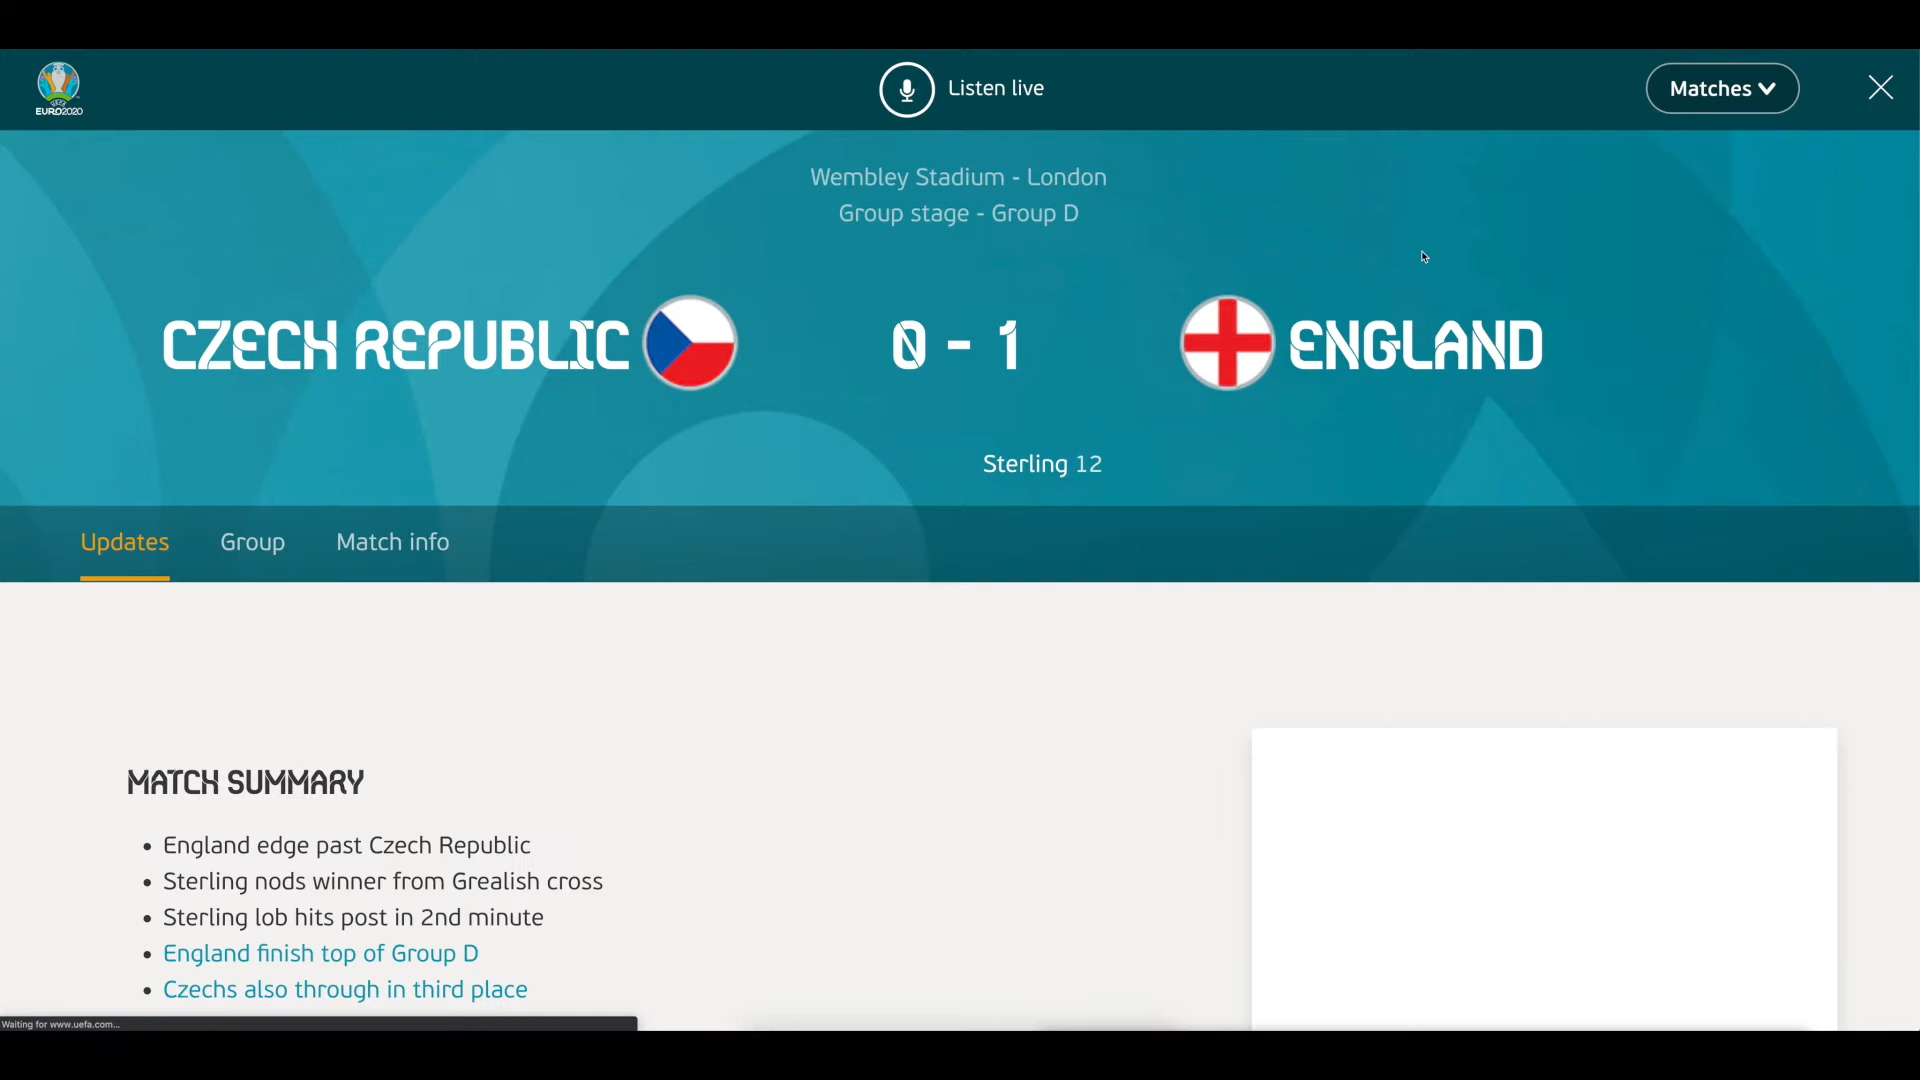 UEFA
EURO2020
Listen live
Matches
Wembley Stadium - London
Group stage - Group D
CZECH REPUBLIC
0 - 1
ENGLAND
Sterling 12
Updates
Group
Match info
MATCH SUMMARY
• England edge past Czech Republic
• Sterling nods winner from Grealish cross
• Sterling lob hits post in 2nd minute
• England finish top of Group D
• Czechs also through in third place
Waiting for www.uefa.com...